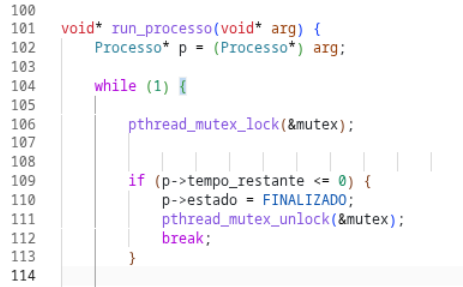 100
101 void* run_processo(void* arg) {
102     Processo* p = (Processo*) arg;
103
104     while (1) {
105
106         pthread_mutex_lock(&mutex);
107
108
109         if (p->tempo_restante <= 0) {
110             p->estado = FINALIZADO;
111             pthread_mutex_unlock(&mutex);
112             break;
113         }
114